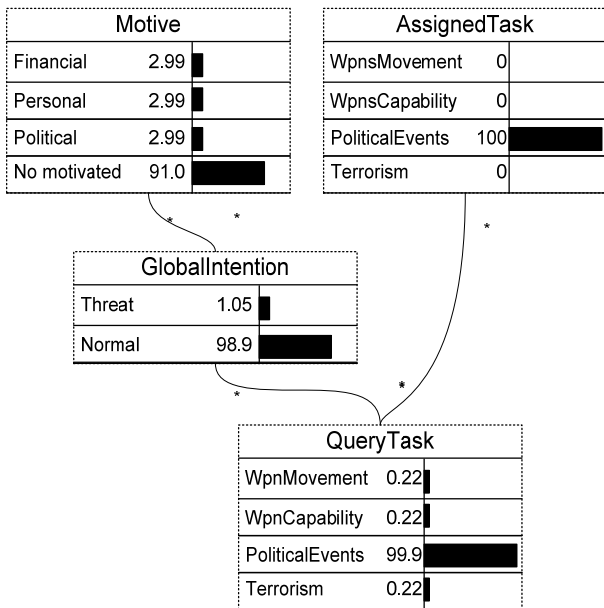 Motive
Financial 2.99
Personal 2.99
Political 2.99
No motivated 91.0
AssignedTask
WpnsMovement 0
WpnsCapability 0
PoliticalEvents 100
Terrorism 0
* * *
GlobalIntention
Threat 1.05
Normal 98.9
* *
QueryTask
WpnMovement 0.22
WpnCapability 0.22
PoliticalEvents 99.9
Terrorism 0.22